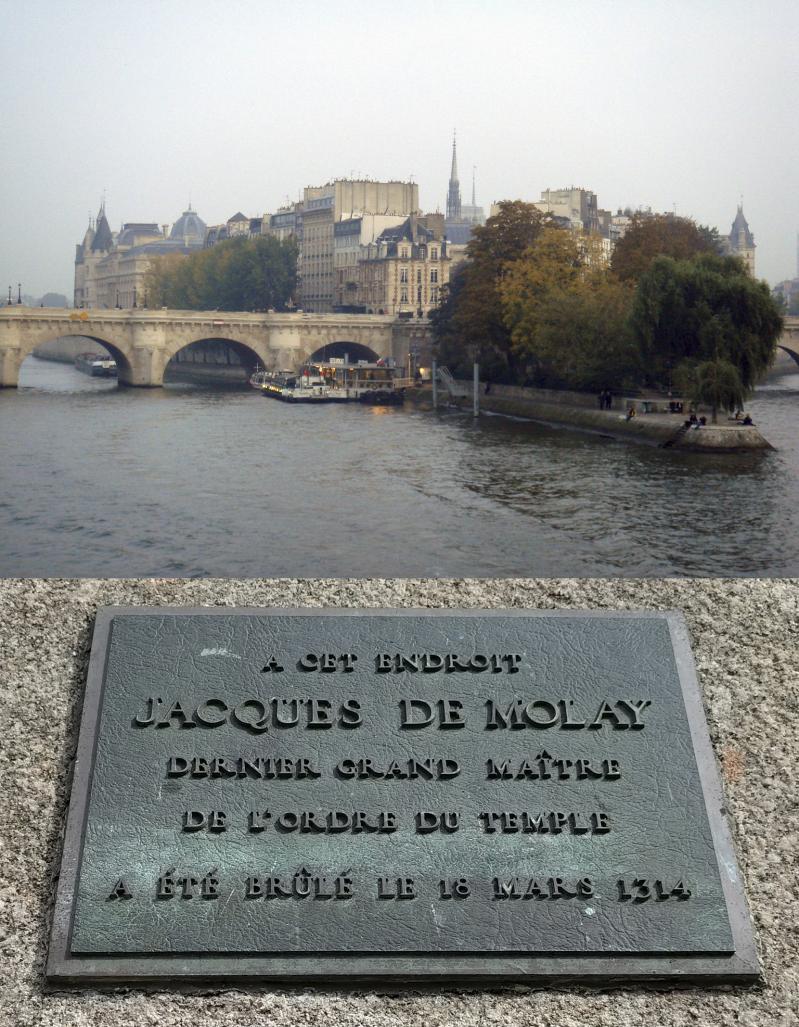 A CET ENDROIT
JACQUES DE MOLAY
DERNIER GRAND MAÎTRE
DE L'ORDRE DU TEMPLE
A ÉTÉ BRÛLÉ LE 18 MARS 1314